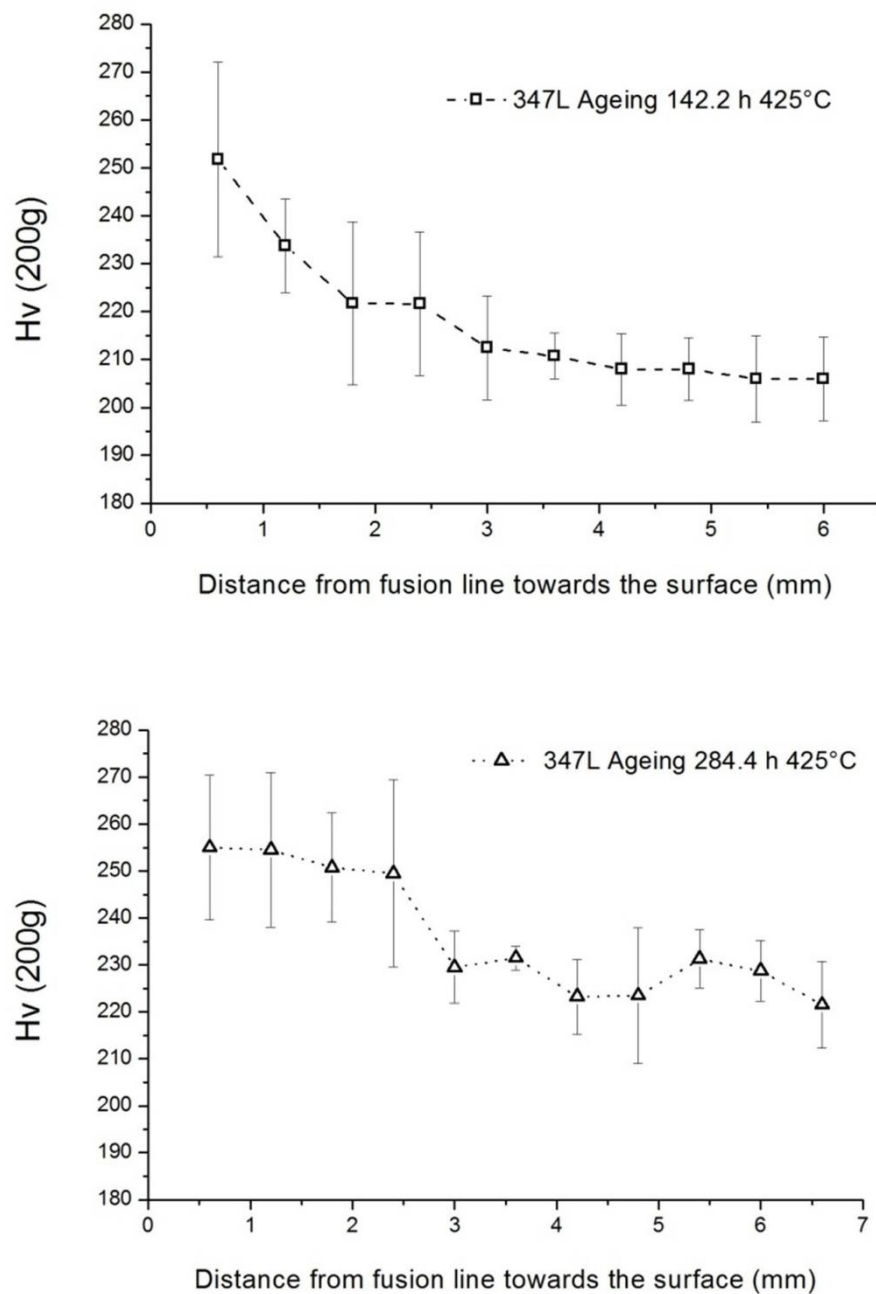 280
270
260
250
240
230
220
210
200
190
180
Hv (200g)
347L Ageing 142.2 h 425°C
0 1 2 3 4 5 6
Distance from fusion line towards the surface (mm)
280
270
260
250
240
230
220
210
200
190
180
Hv (200g)
347L Ageing 284.4 h 425°C
0 1 2 3 4 5 6 7
Distance from fusion line towards the surface (mm)